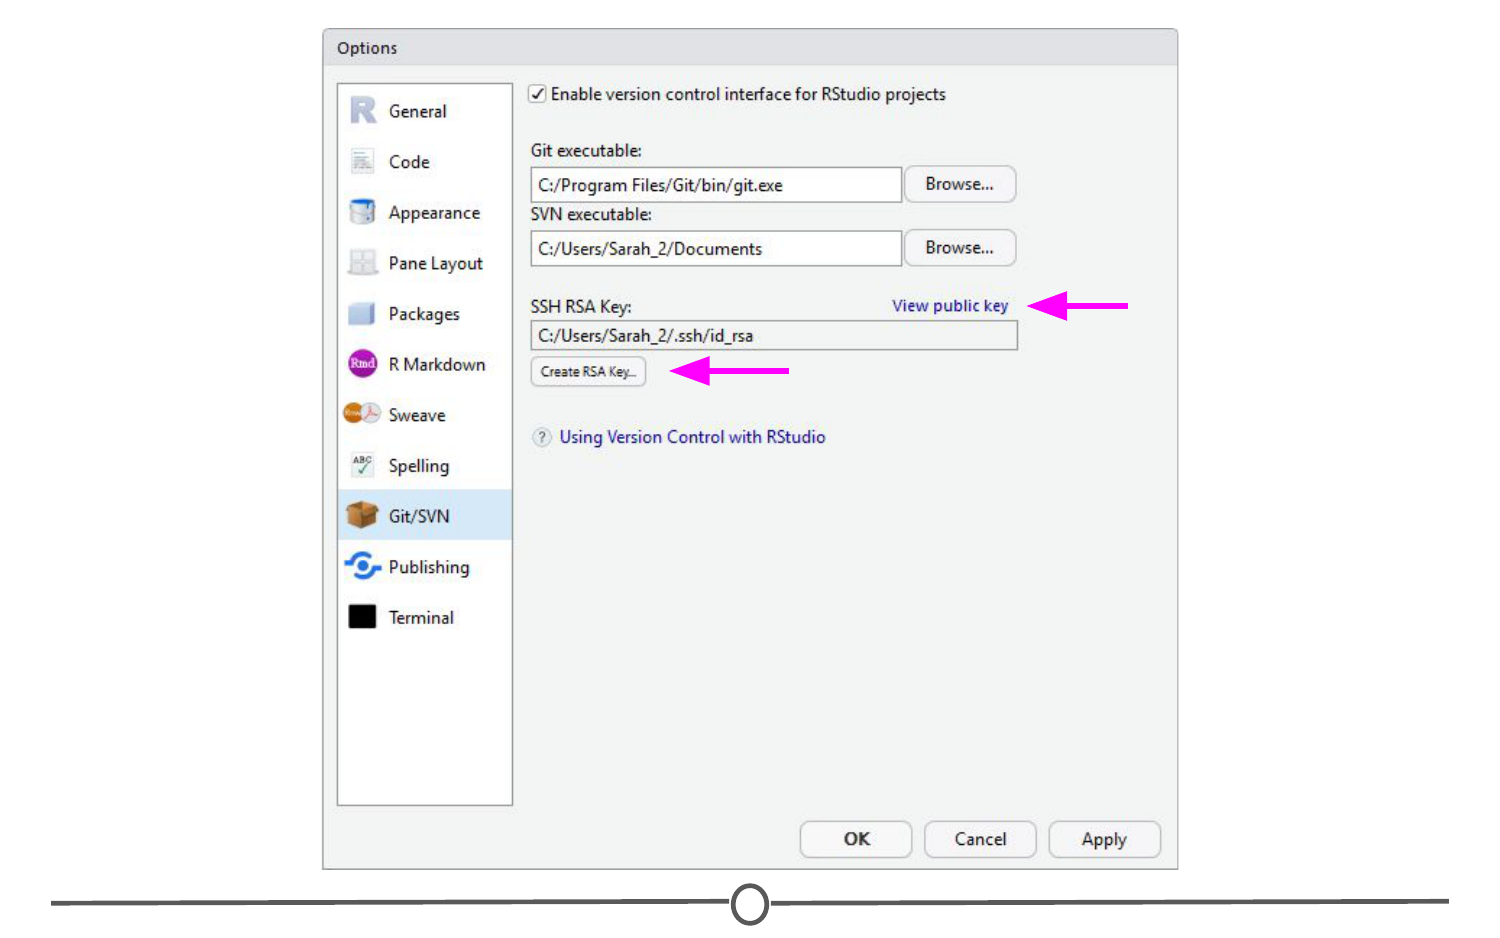 Options
General
Code
Appearance
Pane Layout
Packages
Rmd R Markdown
Sweave
ABC Spelling
Git/SVN
Publishing
Terminal
Enable version control interface for RStudio projects
Git executable:
C:/Program Files/Git/bin/git.exe Browse...
SVN executable:
C:/Users/Sarah_2/Documents Browse...
SSH RSA Key: View public key
C:/Users/Sarah_2/.ssh/id_rsa
Create RSA Key...
? Using Version Control with RStudio
OK Cancel Apply